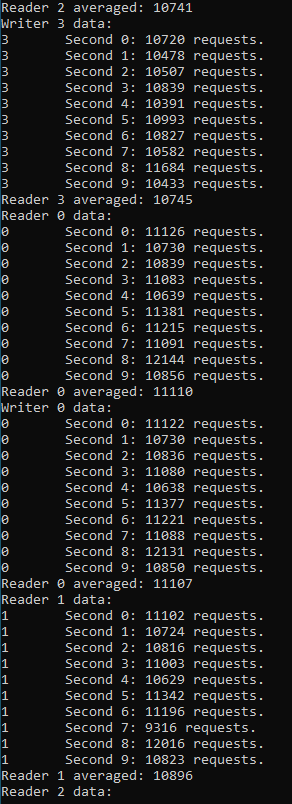 Reader 2 averaged: 10741
Writer 3 data:
3       Second 0: 10720 requests.
3       Second 1: 10478 requests.
3       Second 2: 10507 requests.
3       Second 3: 10839 requests.
3       Second 4: 10391 requests.
3       Second 5: 10993 requests.
3       Second 6: 10827 requests.
3       Second 7: 10582 requests.
3       Second 8: 11684 requests.
3       Second 9: 10433 requests.
Reader 3 averaged: 10745
Reader 0 data:
0       Second 0: 11126 requests.
0       Second 1: 10730 requests.
0       Second 2: 10839 requests.
0       Second 3: 11083 requests.
0       Second 4: 10639 requests.
0       Second 5: 11381 requests.
0       Second 6: 11215 requests.
0       Second 7: 11091 requests.
0       Second 8: 12144 requests.
0       Second 9: 10856 requests.
Reader 0 averaged: 11110
Writer 0 data:
0       Second 0: 11122 requests.
0       Second 1: 10730 requests.
0       Second 2: 10836 requests.
0       Second 3: 11080 requests.
0       Second 4: 10638 requests.
0       Second 5: 11377 requests.
0       Second 6: 11221 requests.
0       Second 7: 11088 requests.
0       Second 8: 12131 requests.
0       Second 9: 10850 requests.
Reader 0 averaged: 11107
Reader 1 data:
1       Second 0: 11102 requests.
1       Second 1: 10724 requests.
1       Second 2: 10816 requests.
1       Second 3: 11003 requests.
1       Second 4: 10629 requests.
1       Second 5: 11342 requests.
1       Second 6: 11196 requests.
1       Second 7: 9316 requests.
1       Second 8: 12016 requests.
1       Second 9: 10823 requests.
Reader 1 averaged: 10896
Reader 2 data: